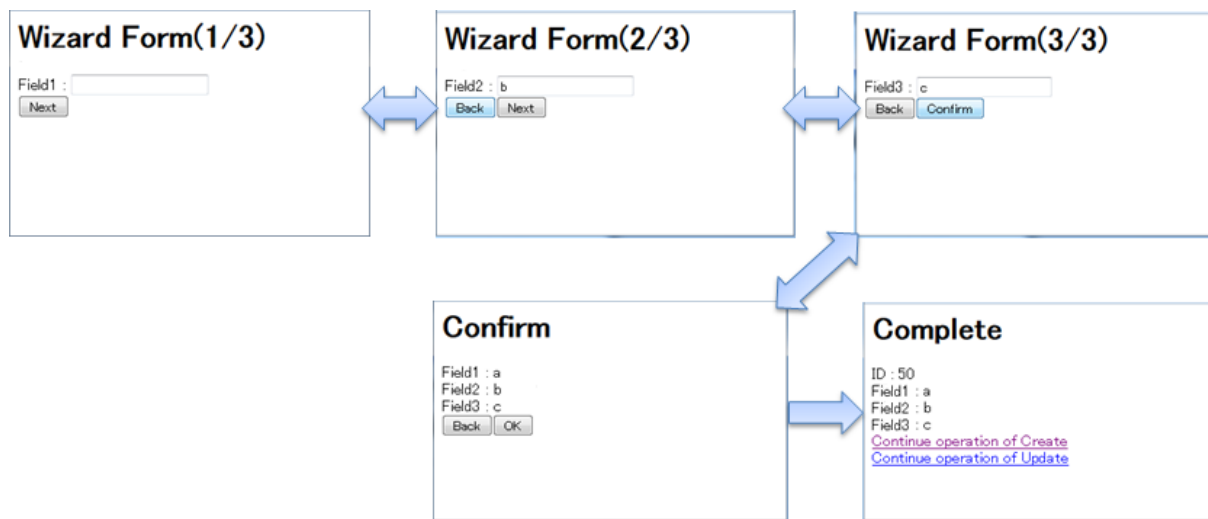 Wizard Form(1/3)
Field1 :
Next
Wizard Form(2/3)
Field2 : b
Back Next
Wizard Form(3/3)
Field3 : c
Back Confirm
Confirm
Field1 : a
Field2 : b
Field3 : c
Back OK
Complete
ID : 50
Field1 : a
Field2 : b
Field3 : c
Continue operation of Create
Continue operation of Update